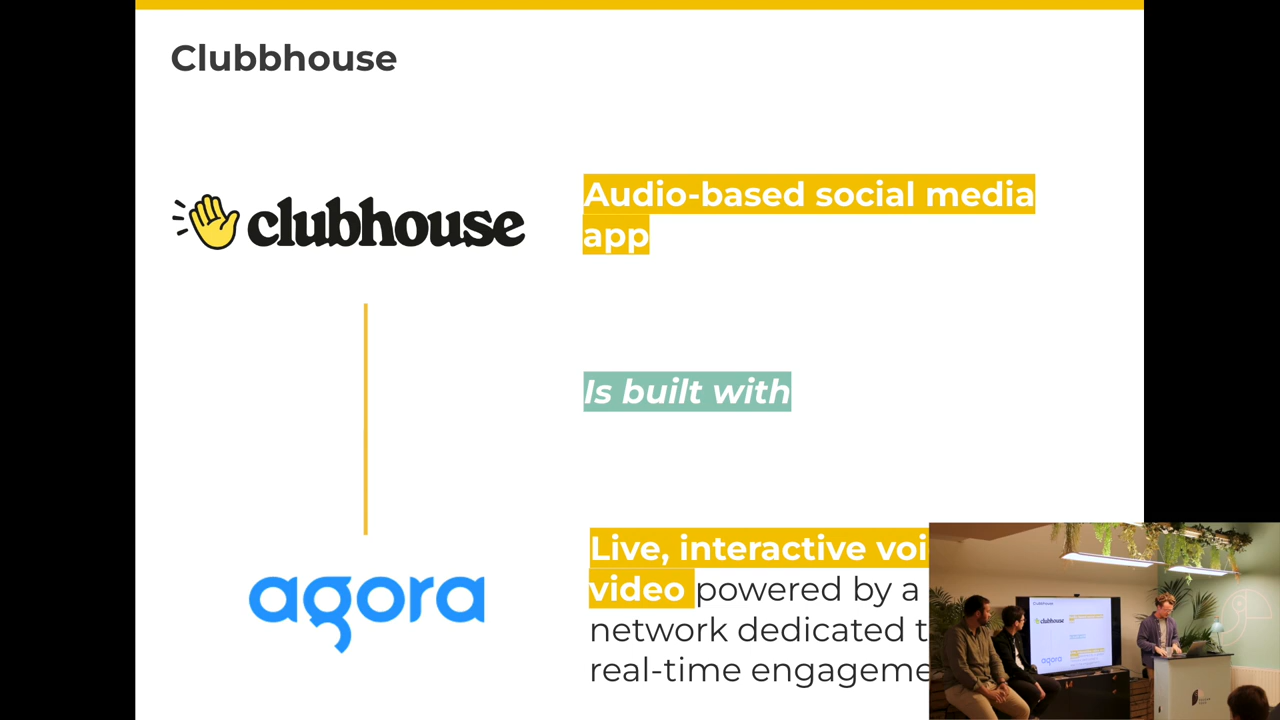 Clubbhouse
clubhouse
Audio-based social media
app
Is built with
agora
Live, interactive voi
video powered by a
network dedicated t
real-time engageme